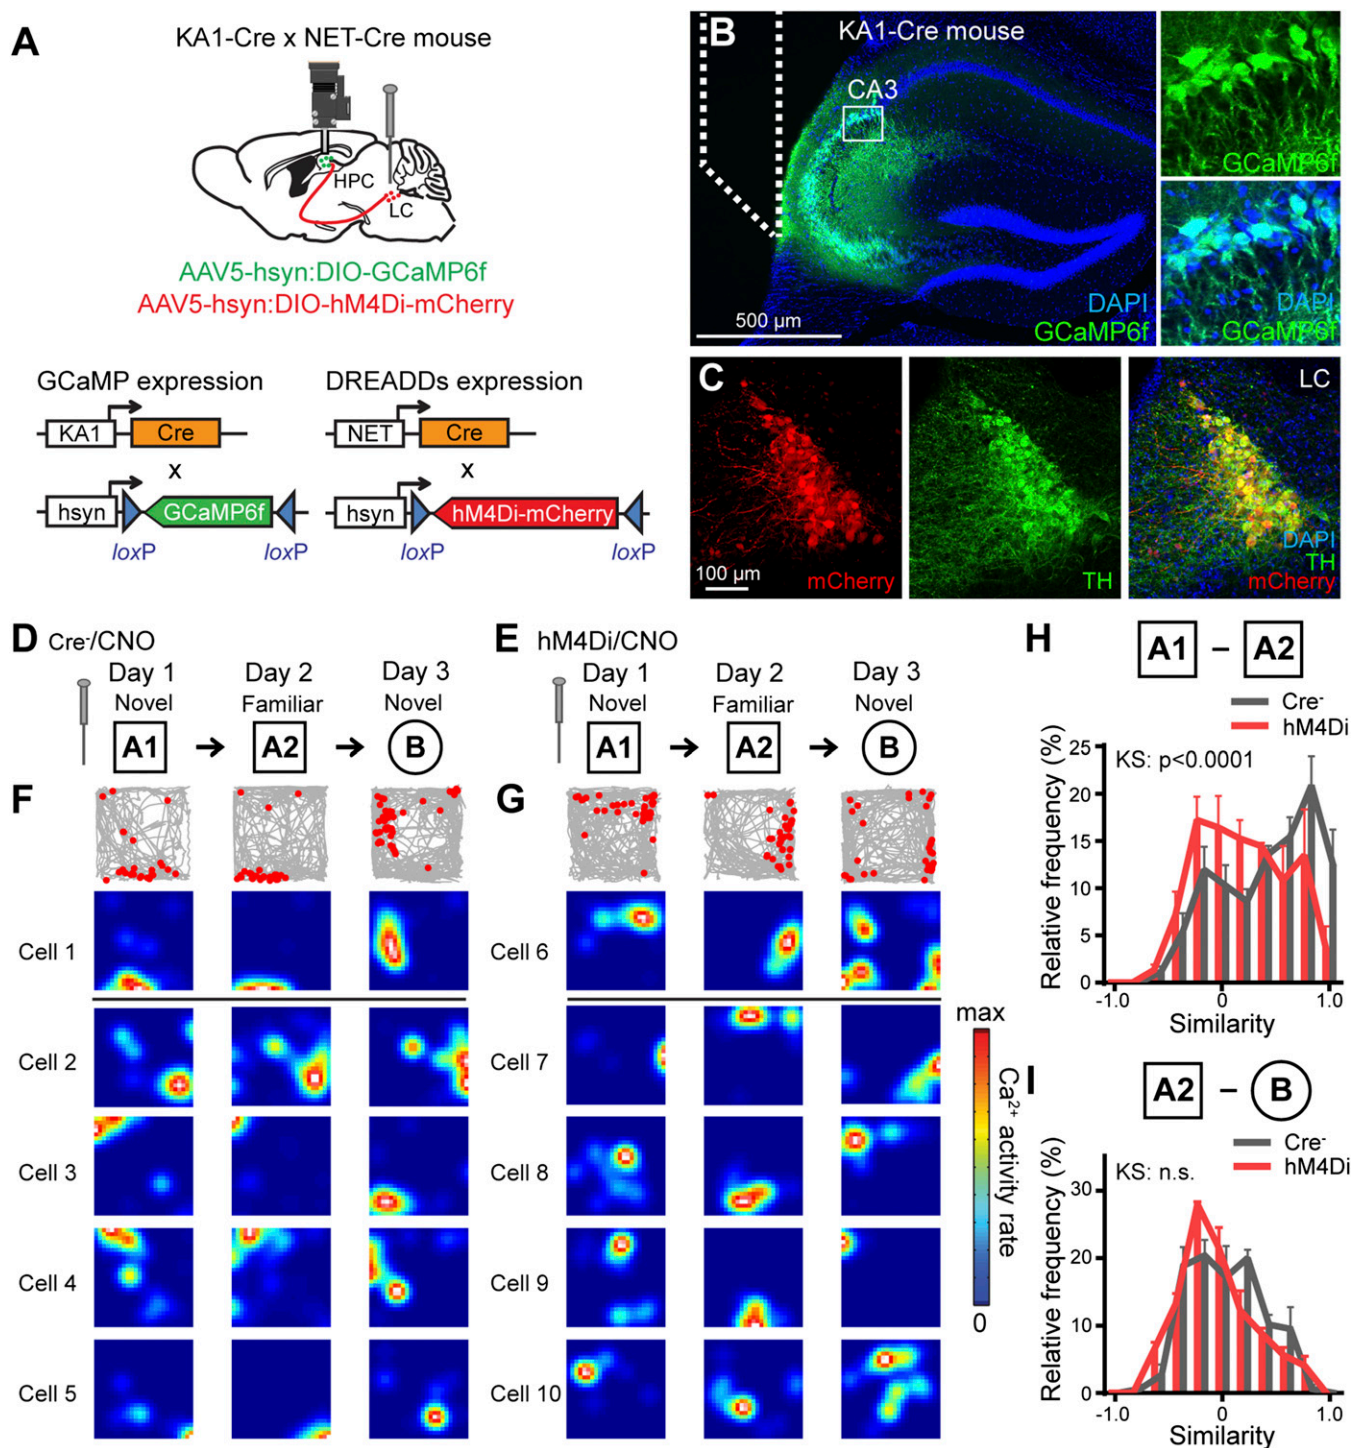 A
KA1-Cre x NET-Cre mouse
HPC
LC
AAV5-hsyn:DIO-GCaMP6f
AAV5-hsyn:DIO-hM4Di-mCherry
GCaMP expression
DREADDs expression
KA1
Cre
NET
Cre
x
x
hsyn
GCaMP6f
hsyn
hM4Di-mCherry
loxP
loxP
loxP
loxP
B
KA1-Cre mouse
CA3
500 µm
DAPI
GCaMP6f
GCaMP6f
DAPI
GCaMP6f
C
100 µm
mCherry
TH
LC
DAPI
TH
mCherry
D Cre-/CNO
Day 1
Day 2
Day 3
Novel
Familiar
Novel
A1
A2
B
E hM4Di/CNO
Day 1
Day 2
Day 3
Novel
Familiar
Novel
A1
A2
B
F
Cell 1
Cell 2
Cell 3
Cell 4
Cell 5
G
Cell 6
Cell 7
Cell 8
Cell 9
Cell 10
max
Ca2+ activity rate
0
H
A1 – A2
Cre-
hM4Di
KS: p<0.0001
Relative frequency (%)
25
20
15
10
5
0
-1.0
0
1.0
Similarity
I
A2 – B
Cre-
hM4Di
KS: n.s.
Relative frequency (%)
30
20
10
0
-1.0
0
1.0
Similarity